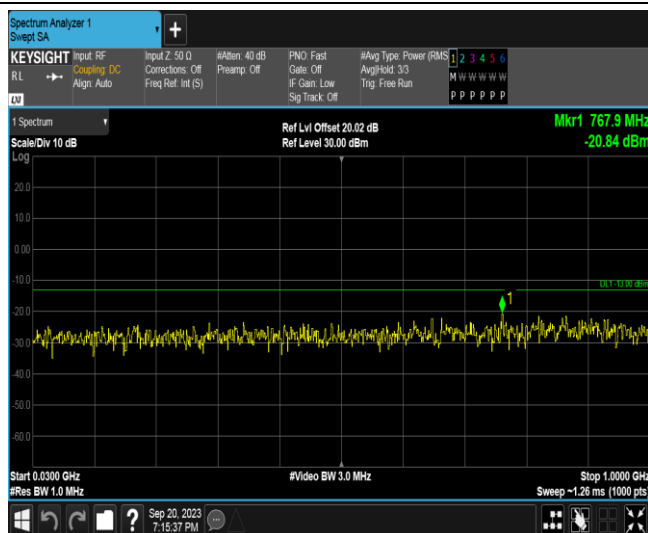 Spectrum Analyzer 1
Swept SA
+
KEYSIGHT
RL
Input: RF
Coupling: DC
Align: Auto
Input Z: 50 Ω
Corrections: Off
Freq Ref: Int (S)
#Atten: 40 dB
Preamp: Off
PNO: Fast
Gate: Off
IF Gain: Low
Sig Track: Off
#Avg Type: Power (RMS
Avg|Hold: 3/3
Trig: Free Run
1 2 3 4 5 6
M W W W W W
P P P P P P
LXI
1 Spectrum
Scale/Div 10 dB
Log
Ref Lvl Offset 20.02 dB
Ref Level 30.00 dBm
Mkr1 767.9 MHz
-20.84 dBm
20.0
10.0
0.00
-10.0
DL1 -13.00 dBm
1
-20.0
-30.0
-40.0
-50.0
-60.0
Start 0.0300 GHz
#Res BW 1.0 MHz
#Video BW 3.0 MHz
Stop 1.0000 GHz
Sweep ~1.26 ms (1000 pts)
?
Sep 20, 2023
7:15:37 PM